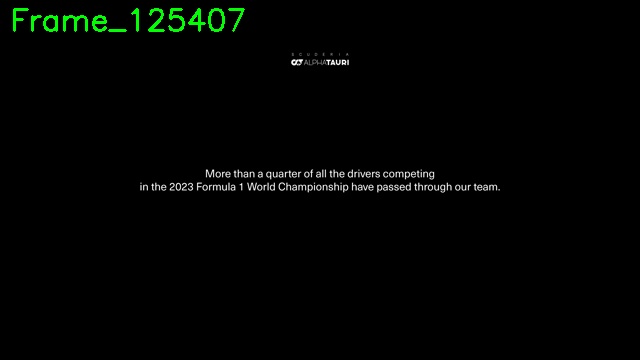 Frame_125407
SCUDERIA
ALPHATAURI
More than a quarter of all the drivers competing
in the 2023 Formula 1 World Championship have passed through our team.